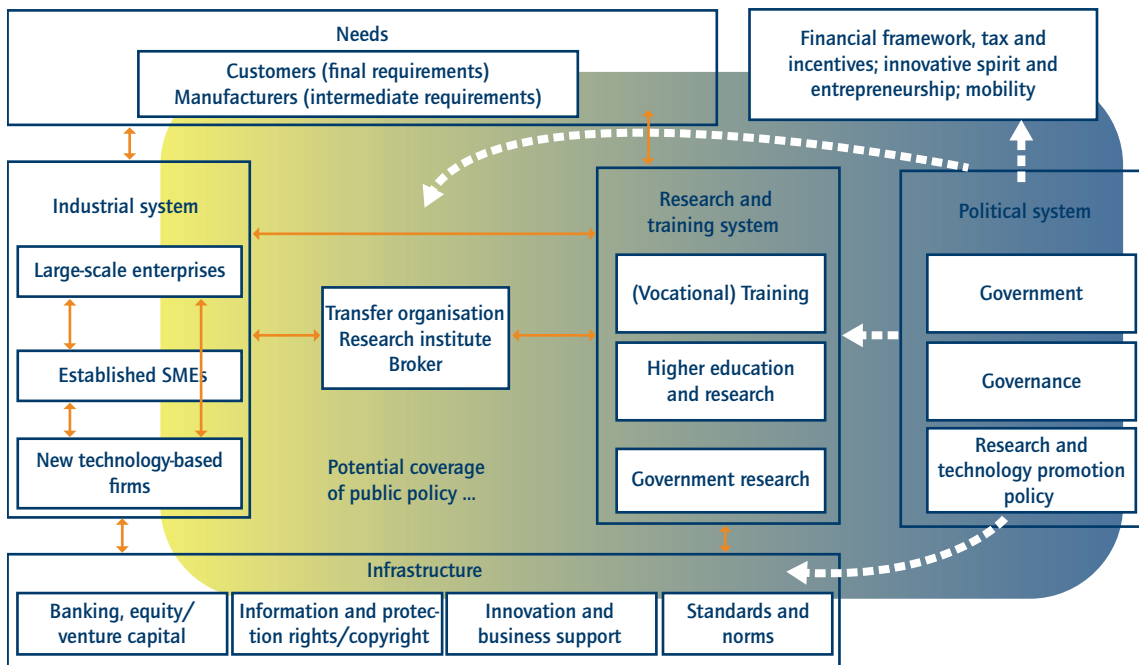 Needs
Customers (final requirements)
Manufacturers (intermediate requirements)
Financial framework, tax and
incentives; innovative spirit and
entrepreneurship; mobility
Industrial system
Large-scale enterprises
Established SMEs
New technology-based
firms
Transfer organisation
Research institute
Broker
Potential coverage
of public policy ...
Research and
training system
(Vocational) Training
Higher education
and research
Government research
Political system
Government
Governance
Research and
technology promotion
policy
Infrastructure
Banking, equity/
venture capital
Information and protec-
tion rights/copyright
Innovation and
business support
Standards and
norms